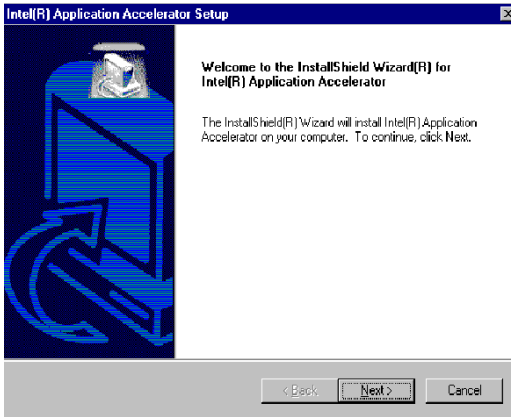 Intel(R) Application Accelerator Setup
Welcome to the InstallShield Wizard(R) for
Intel(R) Application Accelerator
The InstallShield(R) Wizard will install Intel(R) Application
Accelerator on your computer. To continue, click Next.
< Back
Next >
Cancel